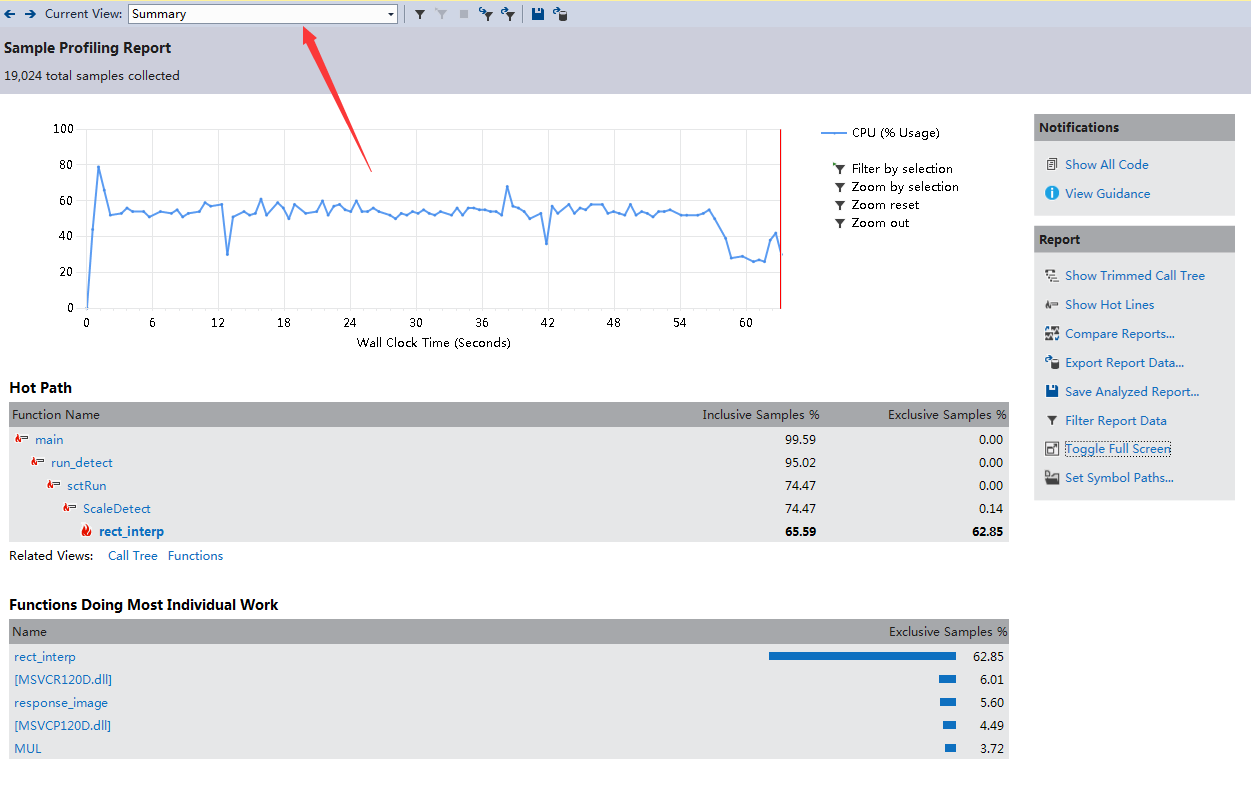 Current View: Summary
Sample Profiling Report
19,024 total samples collected
100
80
60
40
20
0
0 6 12 18 24 30 36 42 48 54 60
Wall Clock Time (Seconds)
CPU (% Usage)
Filter by selection
Zoom by selection
Zoom reset
Zoom out
Notifications
Show All Code
View Guidance
Report
Show Trimmed Call Tree
Show Hot Lines
Compare Reports...
Export Report Data...
Save Analyzed Report...
Filter Report Data
Toggle Full Screen
Set Symbol Paths...
Hot Path
Function Name Inclusive Samples % Exclusive Samples %
main 99.59 0.00
run_detect 95.02 0.00
sctRun 74.47 0.00
ScaleDetect 74.47 0.14
rect_interp 65.59 62.85
Related Views: Call Tree Functions
Functions Doing Most Individual Work
Name Exclusive Samples %
rect_interp 62.85
[MSVCR120D.dll] 6.01
response_image 5.60
[MSVCP120D.dll] 4.49
MUL 3.72